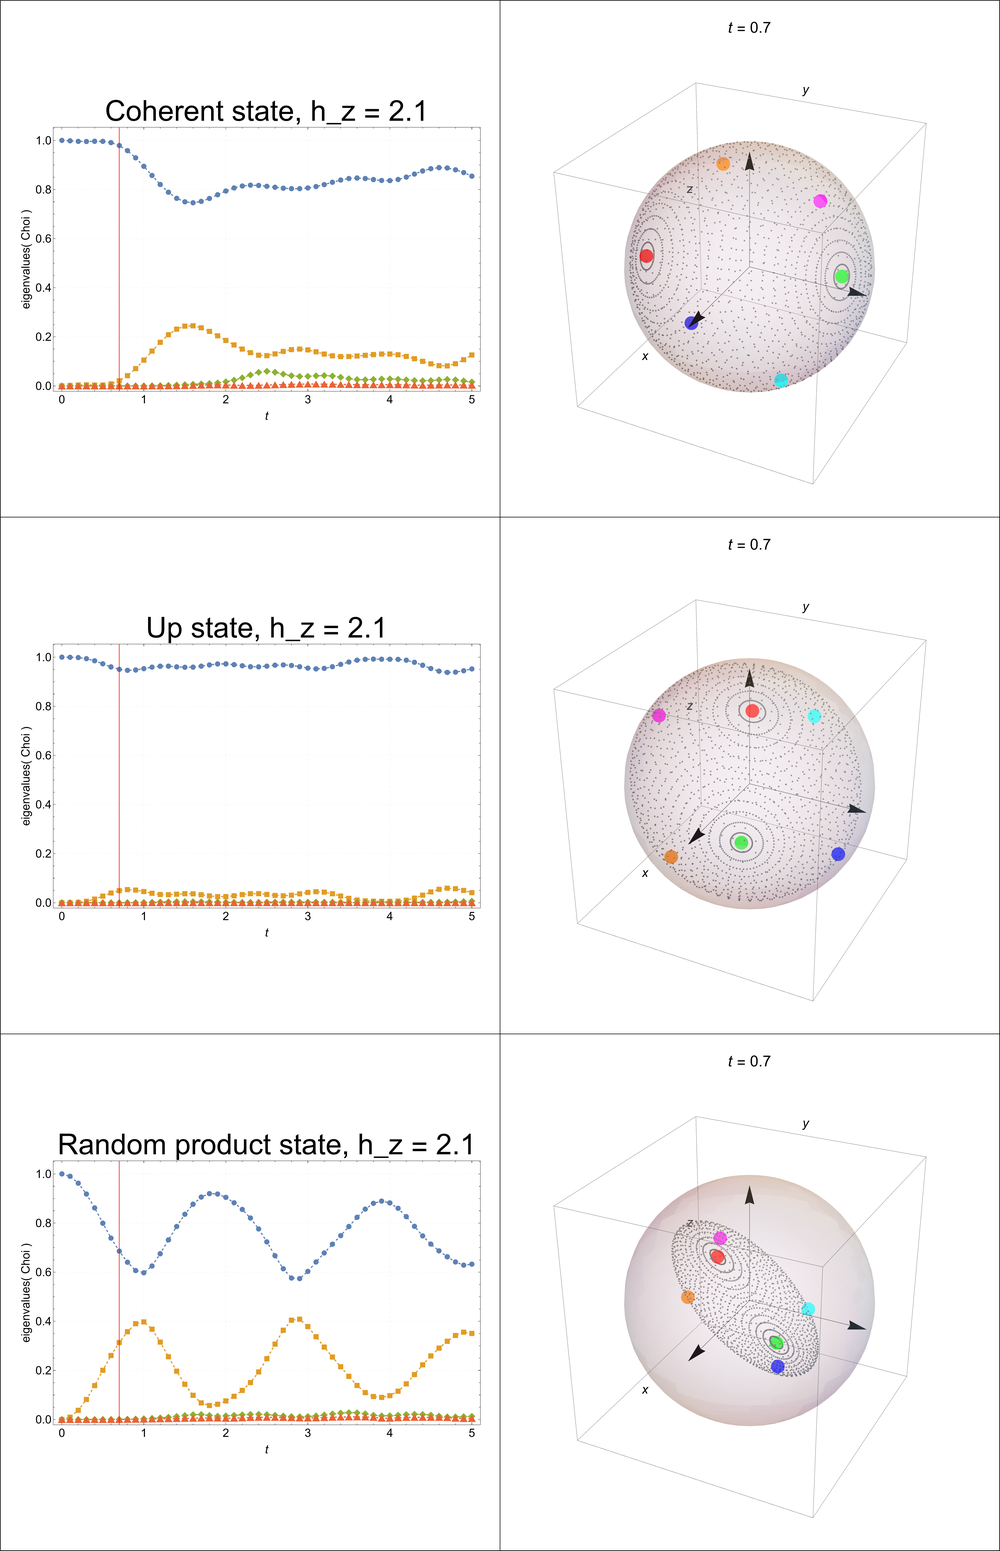 Coherent state, h_z = 2.1
eigenvalues( Choi )
1.0
0.8
0.6
0.4
0.2
0.0
0 1 2 3 4 5
t
t = 0.7
y
z
x
Up state, h_z = 2.1
eigenvalues( Choi )
1.0
0.8
0.6
0.4
0.2
0.0
0 1 2 3 4 5
t
t = 0.7
y
z
x
Random product state, h_z = 2.1
eigenvalues( Choi )
1.0
0.8
0.6
0.4
0.2
0.0
0 1 2 3 4 5
t
t = 0.7
y
z
x